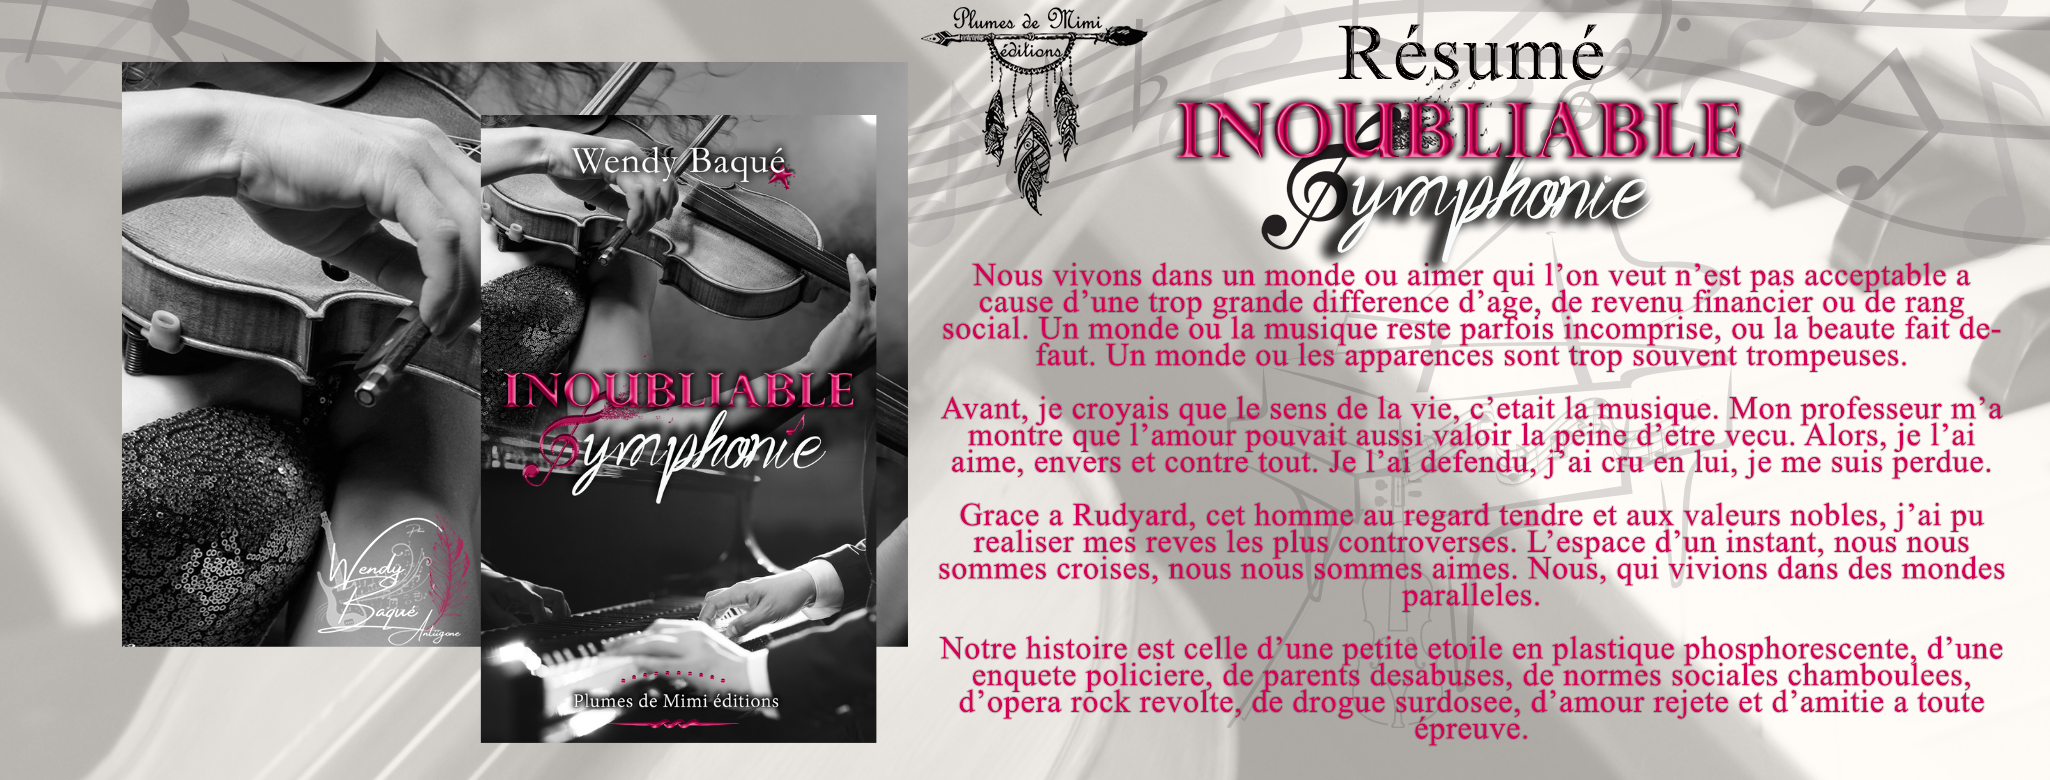 Wendy Baqué
INOUBLIABLE
Symphonie
Plumes de Mimi éditions
Wendy
Baqué
Antiigone
Plumes de Mimi
éditions
Résumé
INOUBLIABLE
Symphonie
Nous vivons dans un monde ou aimer qui l’on veut n’est pas acceptable a
cause d’une trop grande difference d’age, de revenu financier ou de rang
social. Un monde ou la musique reste parfois incomprise, ou la beaute fait de-
faut. Un monde ou les apparences sont trop souvent trompeuses.
Avant, je croyais que le sens de la vie, c’etait la musique. Mon professeur m’a
montre que l’amour pouvait aussi valoir la peine d’etre vecu. Alors, je l’ai
aime, envers et contre tout. Je l’ai defendu, j’ai cru en lui, je me suis perdue.
Grace a Rudyard, cet homme au regard tendre et aux valeurs nobles, j’ai pu
realiser mes reves les plus controverses. L’espace d’un instant, nous nous
sommes croises, nous nous sommes aimes. Nous, qui vivions dans des mondes
paralleles.
Notre histoire est celle d’une petite etoile en plastique phosphorescente, d’une
enquete policiere, de parents desabuses, de normes sociales chamboulees,
d’opera rock revolte, de drogue surdosee, d’amour rejete et d’amitie a toute
épreuve.